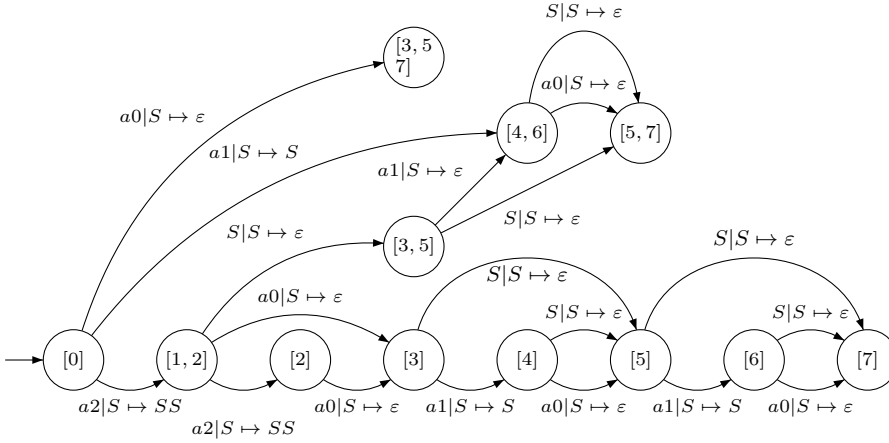 S|S ↦ ε
[3, 5
7]
a0|S ↦ ε
a0|S ↦ ε
[4, 6]
[5, 7]
a1|S ↦ S
a1|S ↦ ε
S|S ↦ ε
S|S ↦ ε
[3, 5]
S|S ↦ ε
S|S ↦ ε
a0|S ↦ ε
S|S ↦ ε
S|S ↦ ε
[0]
[1, 2]
[2]
[3]
[4]
[5]
[6]
[7]
a2|S ↦ SS
a2|S ↦ SS
a0|S ↦ ε
a1|S ↦ S
a0|S ↦ ε
a1|S ↦ S
a0|S ↦ ε